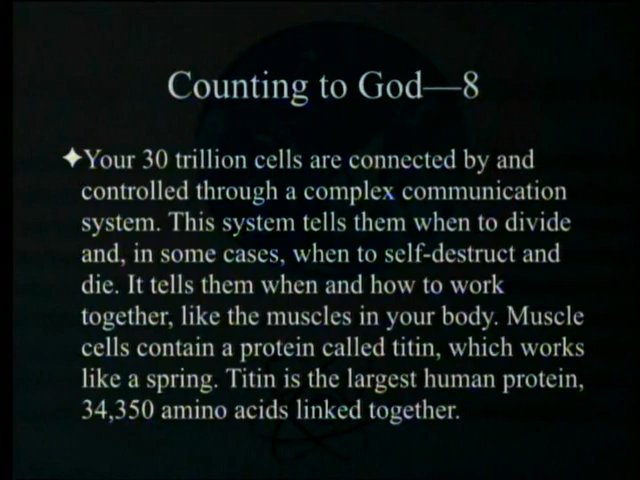 Counting to God—8
✦Your 30 trillion cells are connected by and
controlled through a complex communication
system. This system tells them when to divide
and, in some cases, when to self-destruct and
die. It tells them when and how to work
together, like the muscles in your body. Muscle
cells contain a protein called titin, which works
like a spring. Titin is the largest human protein,
34,350 amino acids linked together.